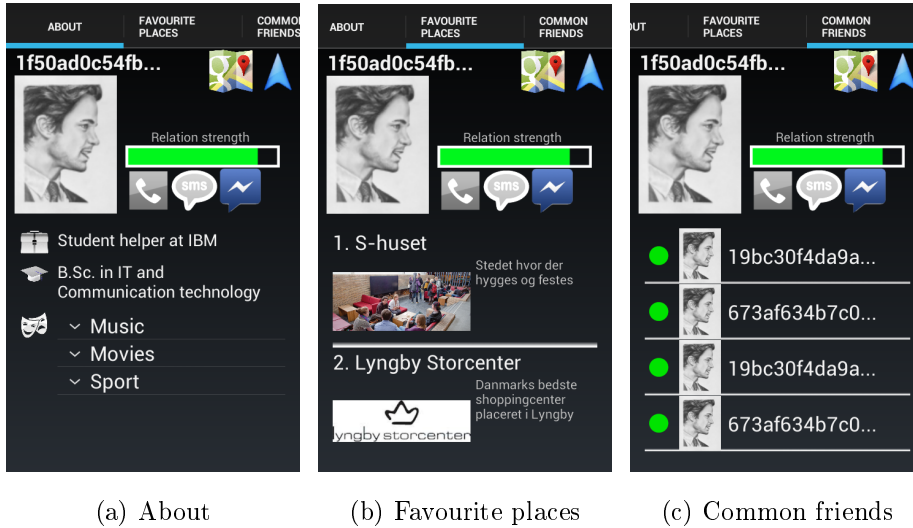 ABOUT
FAVOURITE
PLACES
COMMON
FRIENDS
1f50ad0c54fb...
Relation strength
sms
Student helper at IBM
B.Sc. in IT and
Communication technology
Music
Movies
Sport
(a) About
ABOUT
FAVOURITE
PLACES
COMMON
FRIENDS
1f50ad0c54fb...
Relation strength
sms
1. S-huset
Stedet hvor der
hygges og festes
2. Lyngby Storcenter
Danmarks bedste
shoppingcenter
placeret i Lyngby
lyngby storcenter
(b) Favourite places
OUT
FAVOURITE
PLACES
COMMON
FRIENDS
1f50ad0c54fb...
Relation strength
sms
19bc30f4da9a...
673af634b7c0...
19bc30f4da9a...
673af634b7c0...
(c) Common friends